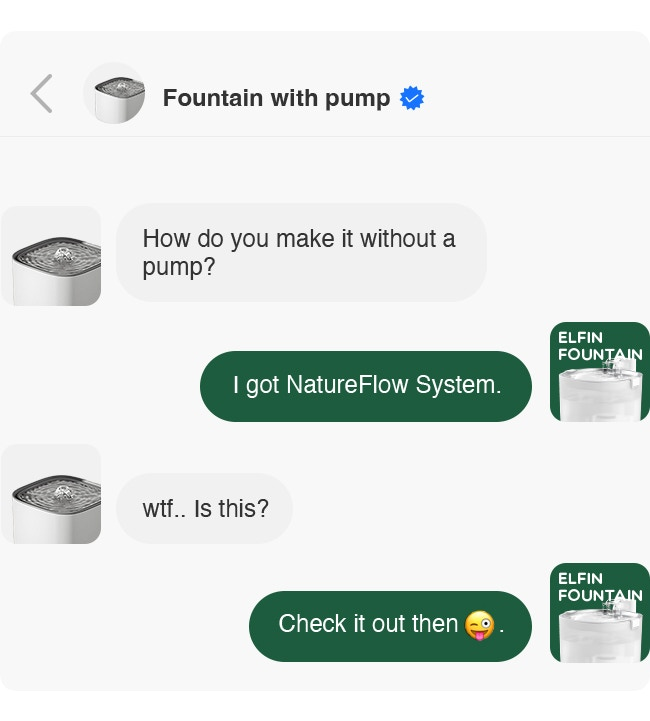 Fountain with pump
How do you make it without a
pump?
ELFIN
FOUNTAIN
I got NatureFlow System.
wtf.. Is this?
ELFIN
FOUNTAIN
Check it out then 😜.